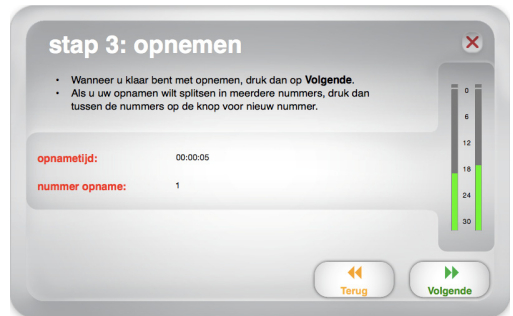 stap 3: opnemen
• Wanneer u klaar bent met opnemen, druk dan op Volgende.
• Als u uw opnamen wilt splitsen in meerdere nummers, druk dan
tussen de nummers op de knop voor nieuw nummer.
opnametijd: 00:00:05
nummer opname: 1
0
6
12
18
24
30
Terug
Volgende